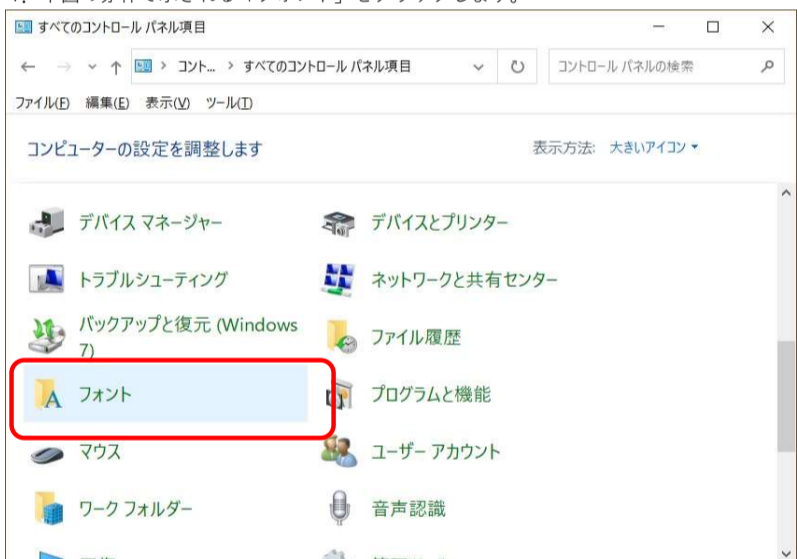 すべてのコントロール パネル項目
コント... › すべてのコントロール パネル項目
コントロール パネルの検索
ファイル(F) 編集(E) 表示(V) ツール(T)
コンピューターの設定を調整します
表示方法: 大きいアイコン
デバイス マネージャー
デバイスとプリンター
トラブルシューティング
ネットワークと共有センター
バックアップと復元 (Windows
7)
ファイル履歴
フォント
プログラムと機能
マウス
ユーザー アカウント
ワーク フォルダー
音声認識